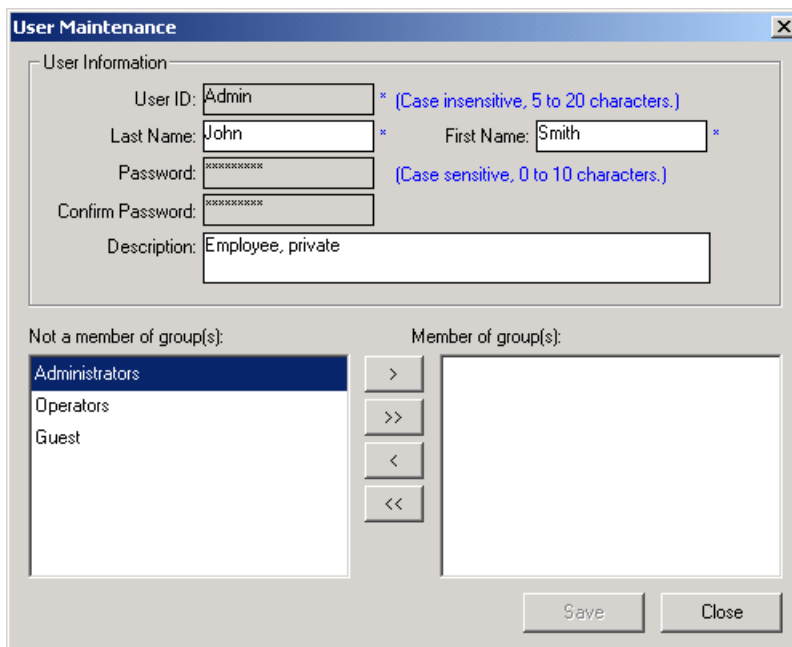 User Maintenance
User Information
User ID: Admin * (Case insensitive, 5 to 20 characters.)
Last Name: John * First Name: Smith *
Password: ********* (Case sensitive, 0 to 10 characters.)
Confirm Password: *********
Description: Employee, private
Not a member of group(s): Member of group(s):
Administrators >
Operators >>
Guest <
<<
Save Close